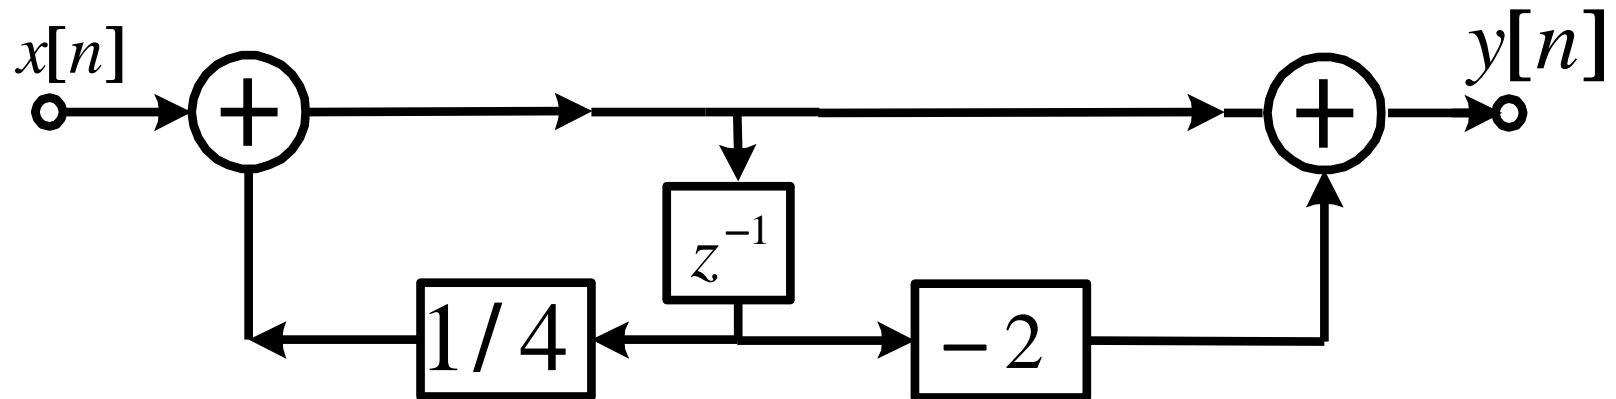 x[n]
y[n]
+
+
z^{-1}
1/4
-2